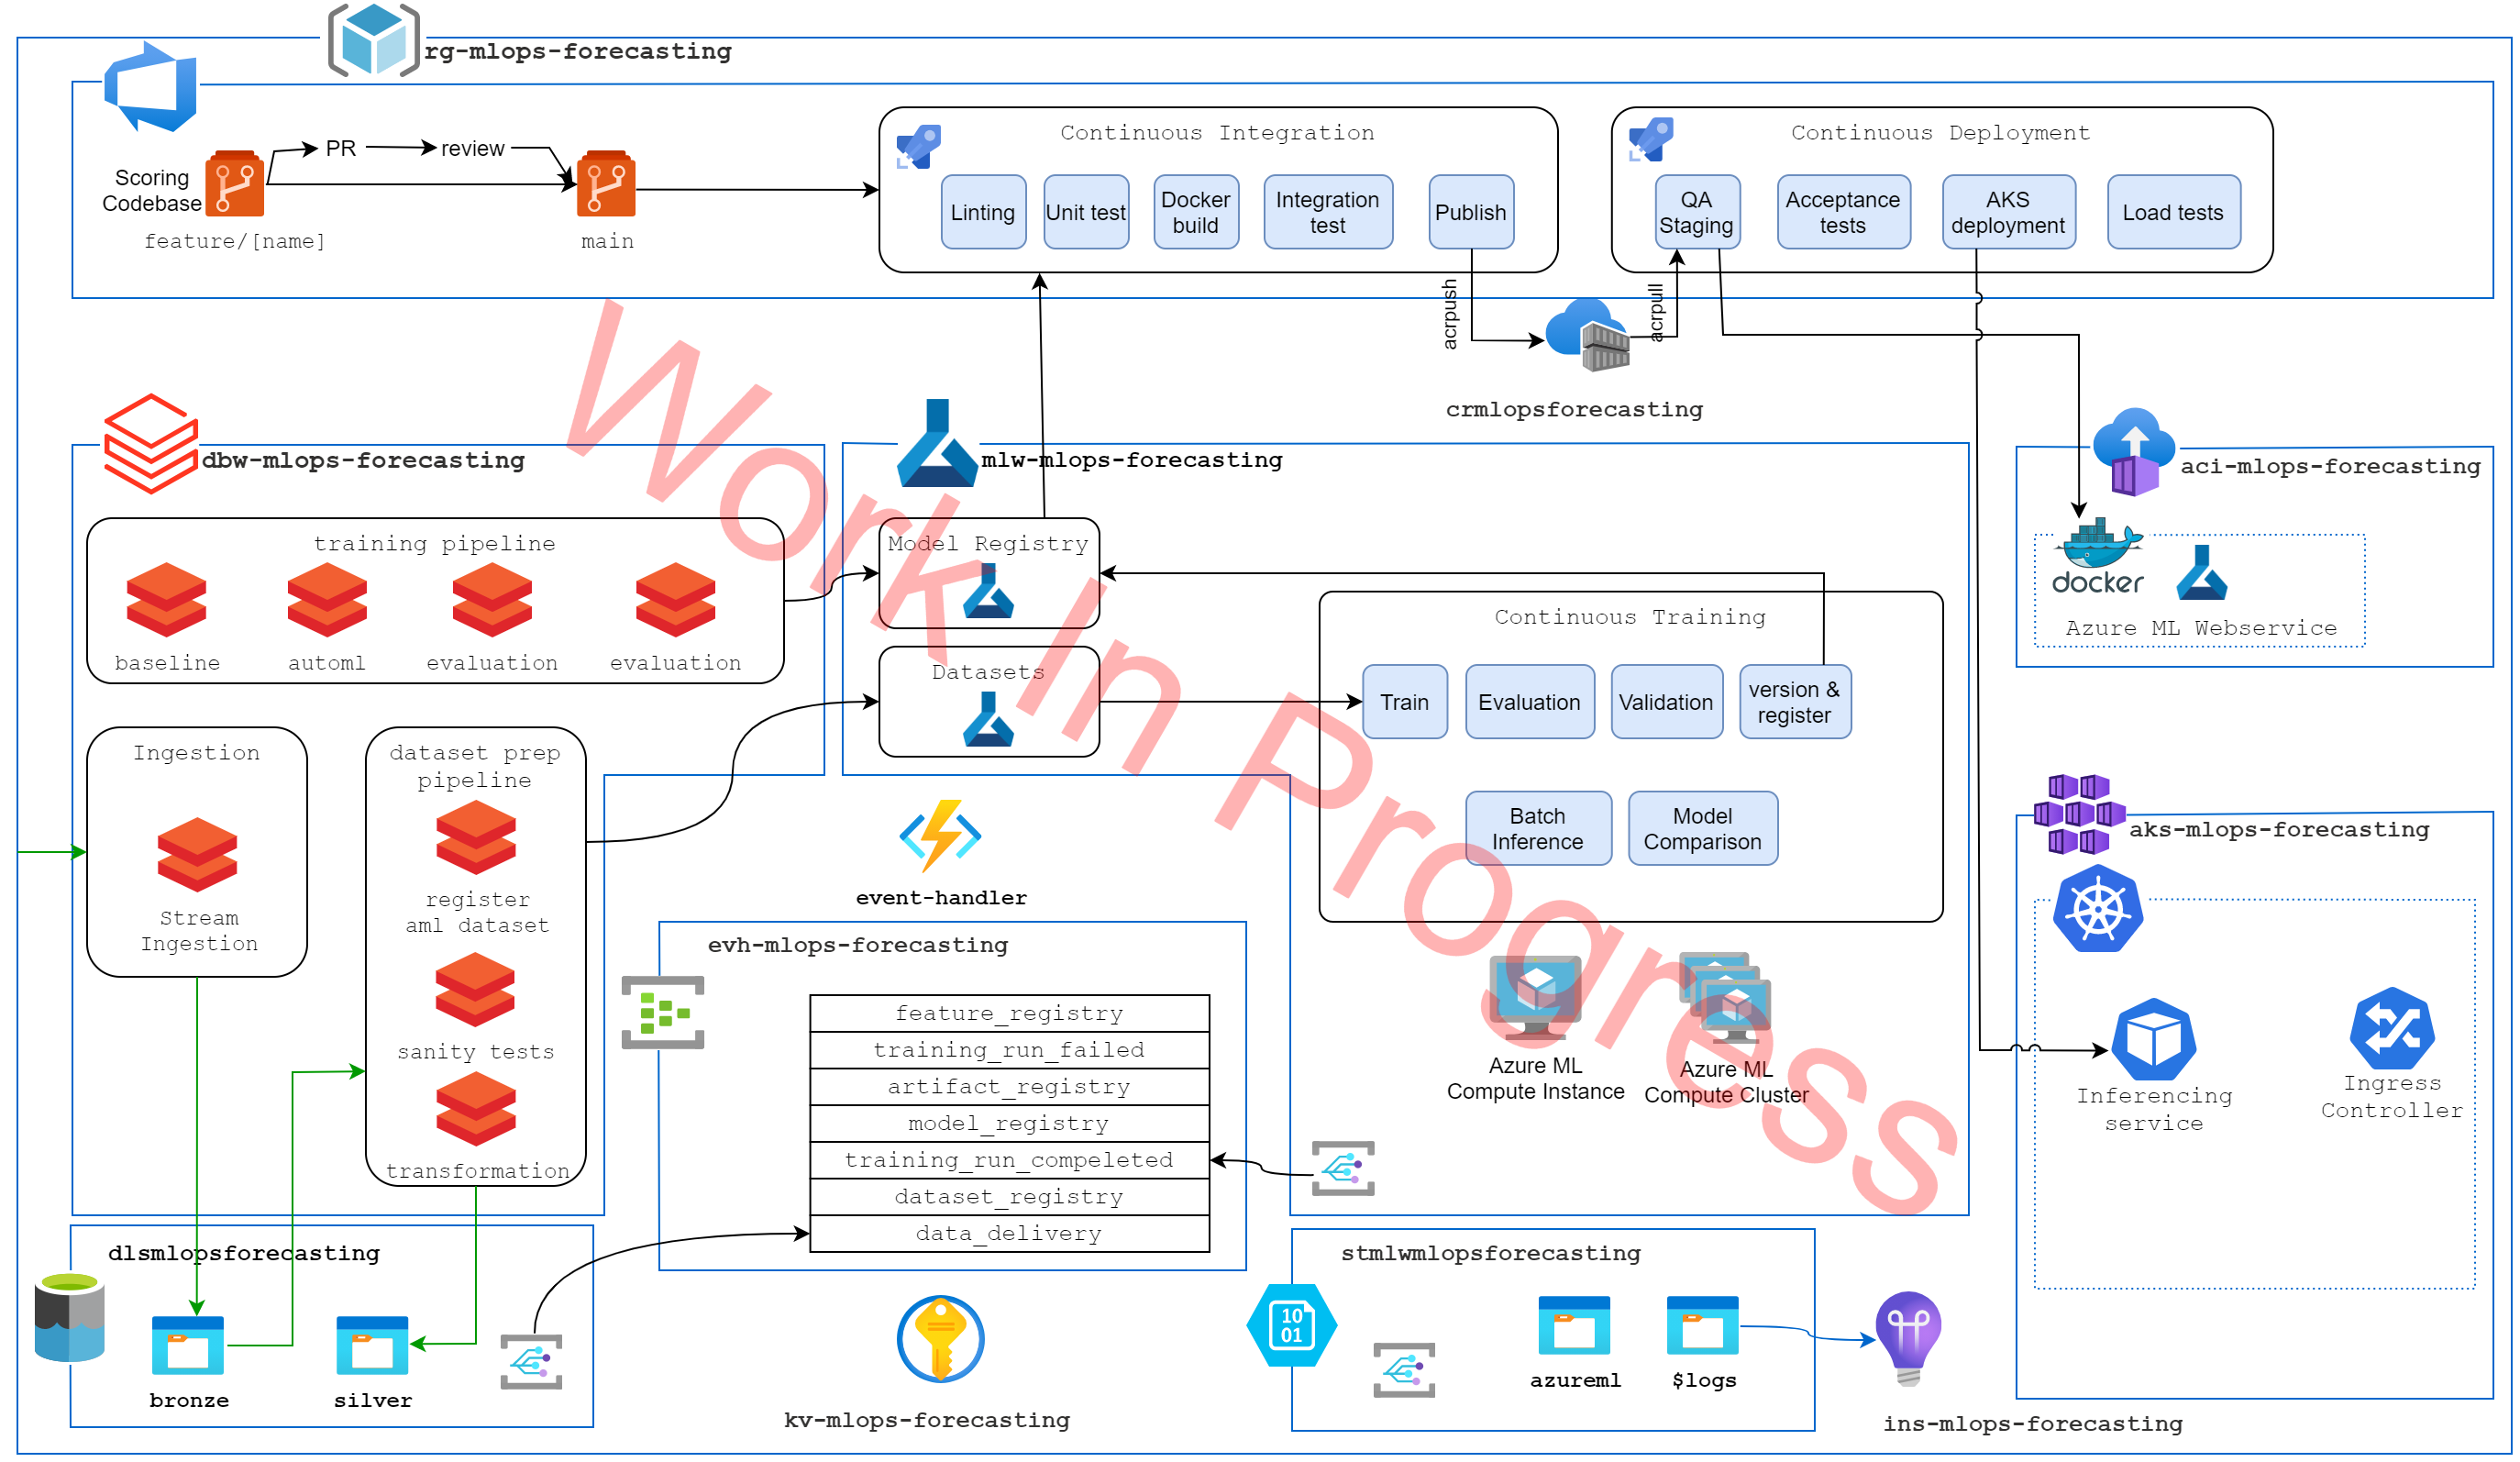 rg-mlops-forecasting
Scoring
Codebase
feature/[name]
PR
review
main
Continuous Integration
Linting
Unit test
Docker
build
Integration
test
Publish
Continuous Deployment
QA
Staging
Acceptance
tests
AKS
deployment
Load tests
acrpush
acrpull
crmlopsforecasting
dbw-mlops-forecasting
training pipeline
baseline
automl
evaluation
evaluation
Ingestion
Stream
Ingestion
dataset prep
pipeline
register
aml dataset
sanity tests
transformation
mlw-mlops-forecasting
Model Registry
Datasets
Continuous Training
Train
Evaluation
Validation
version &
register
Batch
Inference
Model
Comparison
Azure ML
Compute Instance
Azure ML
Compute Cluster
aci-mlops-forecasting
docker
Azure ML Webservice
aks-mlops-forecasting
Inferencing
service
Ingress
Controller
event-handler
evh-mlops-forecasting
feature_registry
training_run_failed
artifact_registry
model_registry
training_run_compeleted
dataset_registry
data_delivery
dlsmlopsforecasting
bronze
silver
kv-mlops-forecasting
stmlwmlopsforecasting
10
01
azureml
$logs
ins-mlops-forecasting
Work In Progress